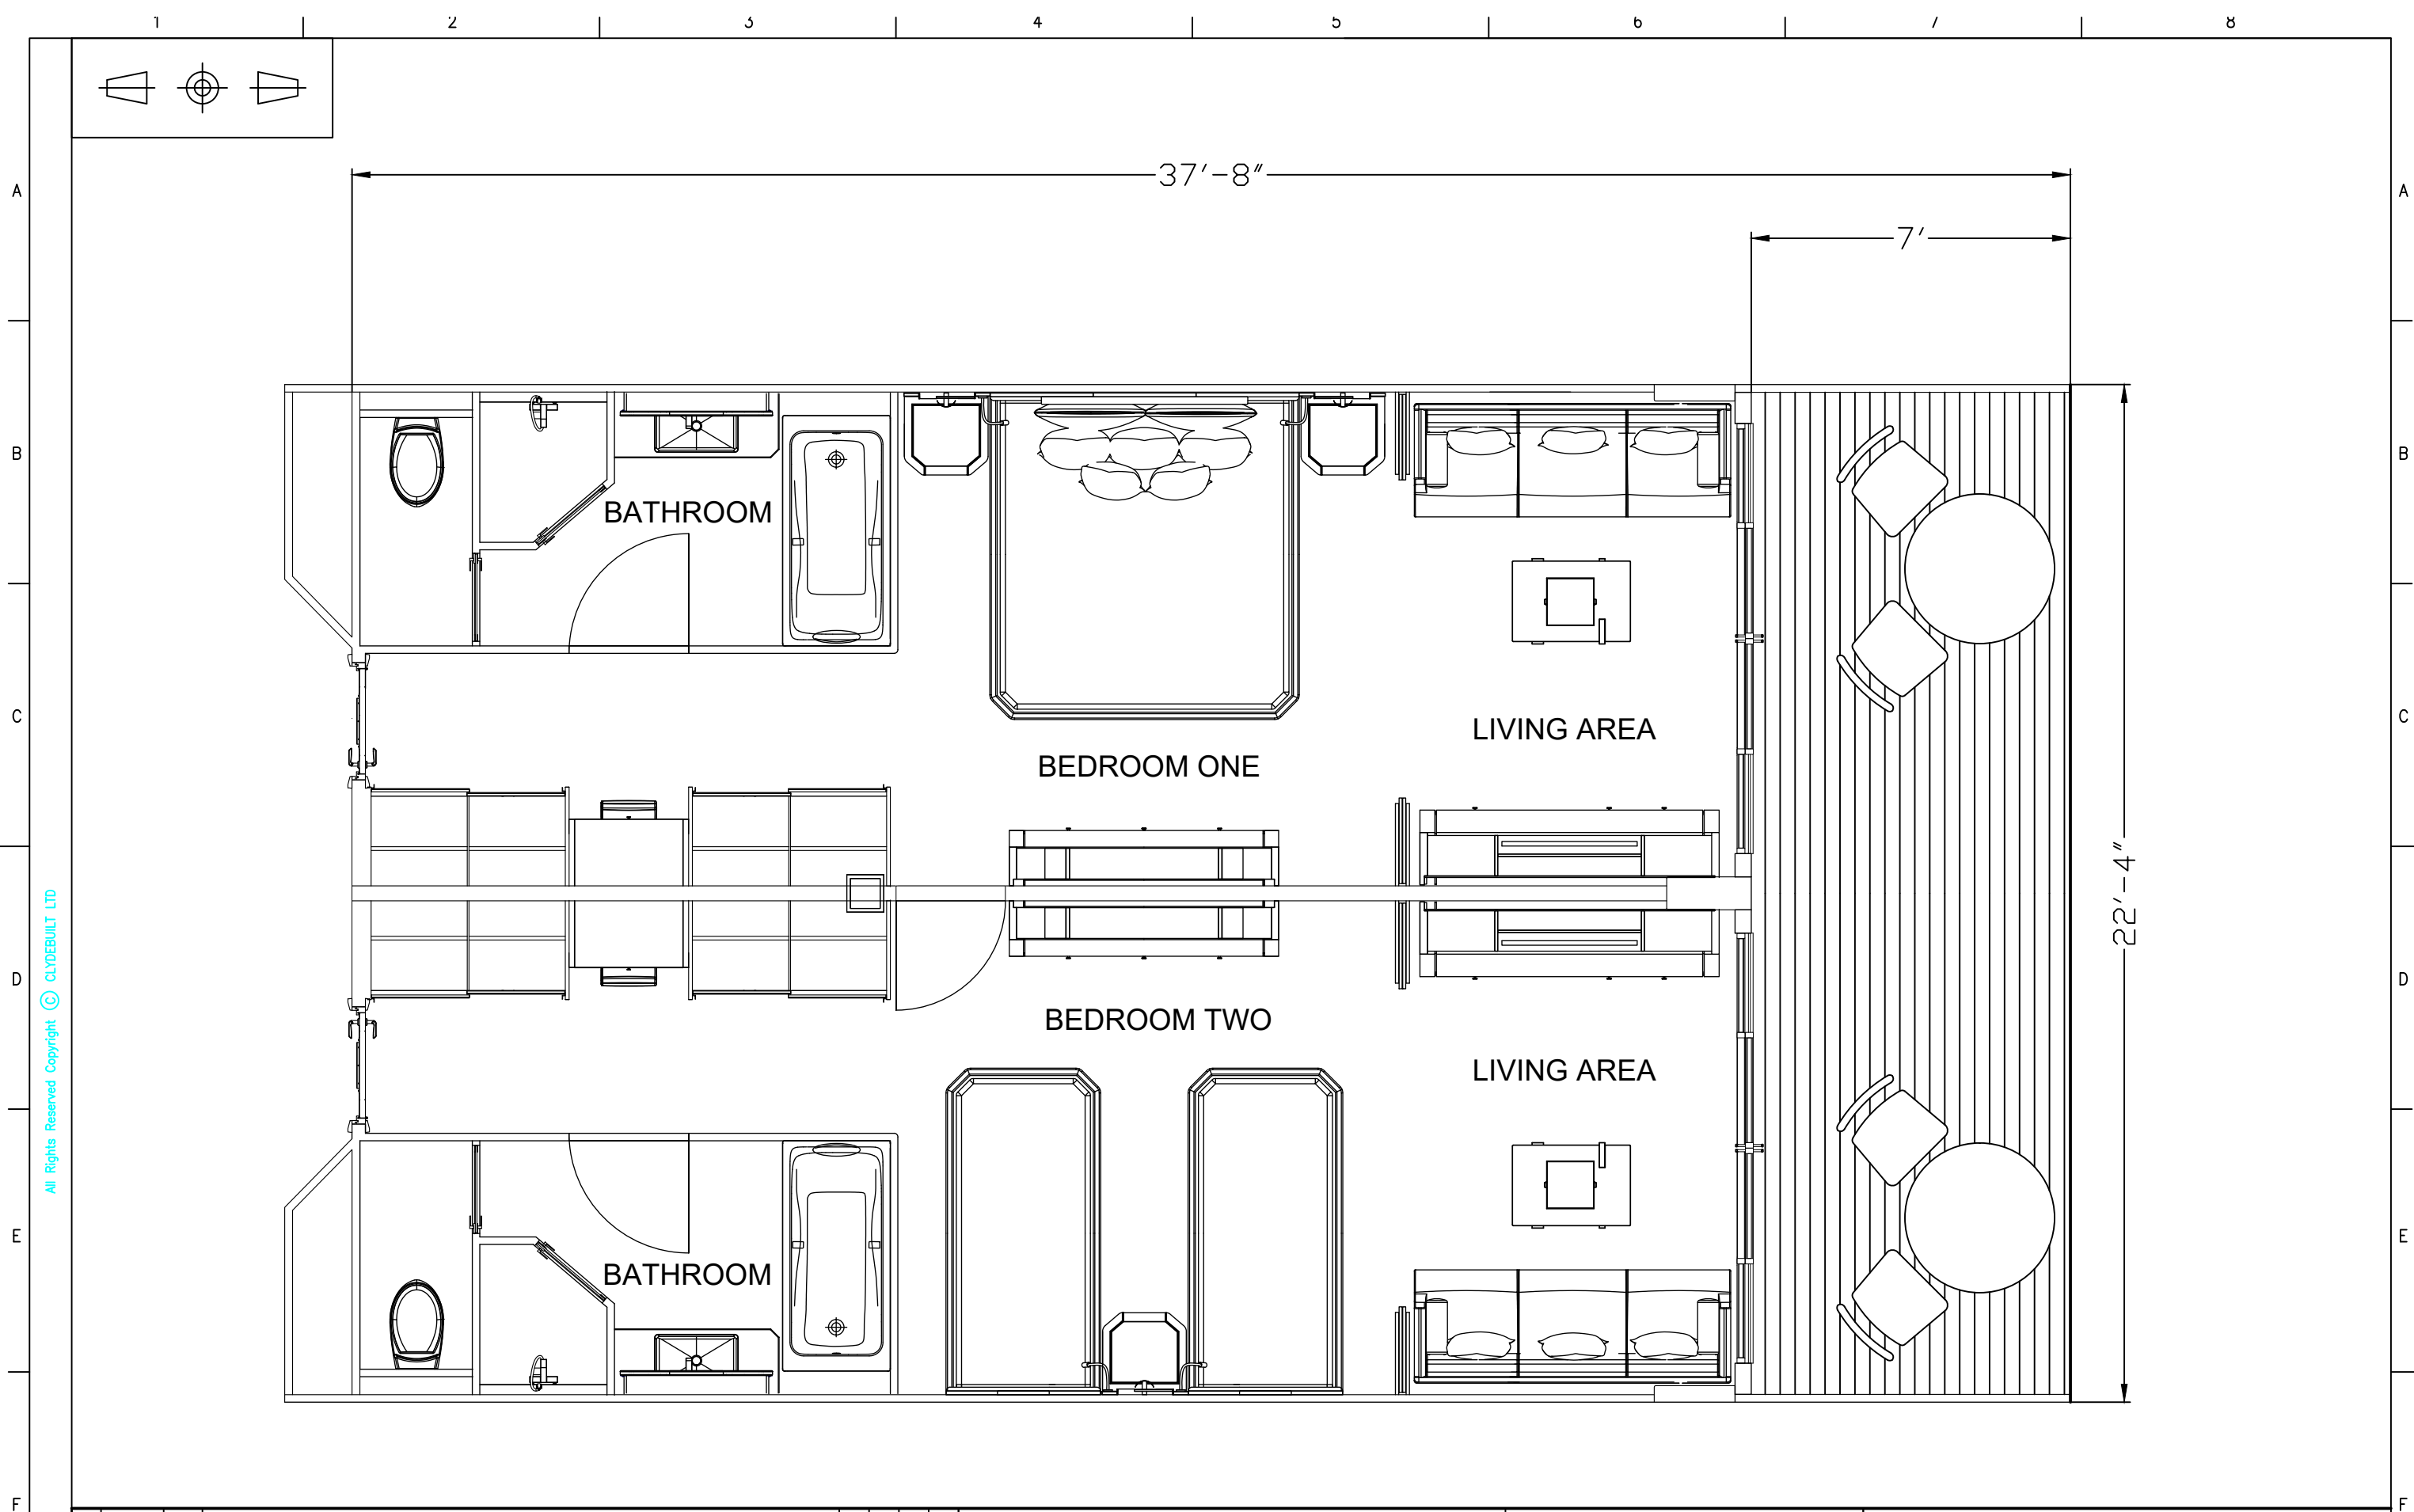 1 2 3 4 5 6 7 8
37'-8"
7'
A A
B B
BATHROOM
LIVING AREA
C C
BEDROOM ONE
22'-4"
All Rights Reserved Copyright © CLYDEBUILT LTD
D D
BEDROOM TWO
LIVING AREA
E E
BATHROOM
F F